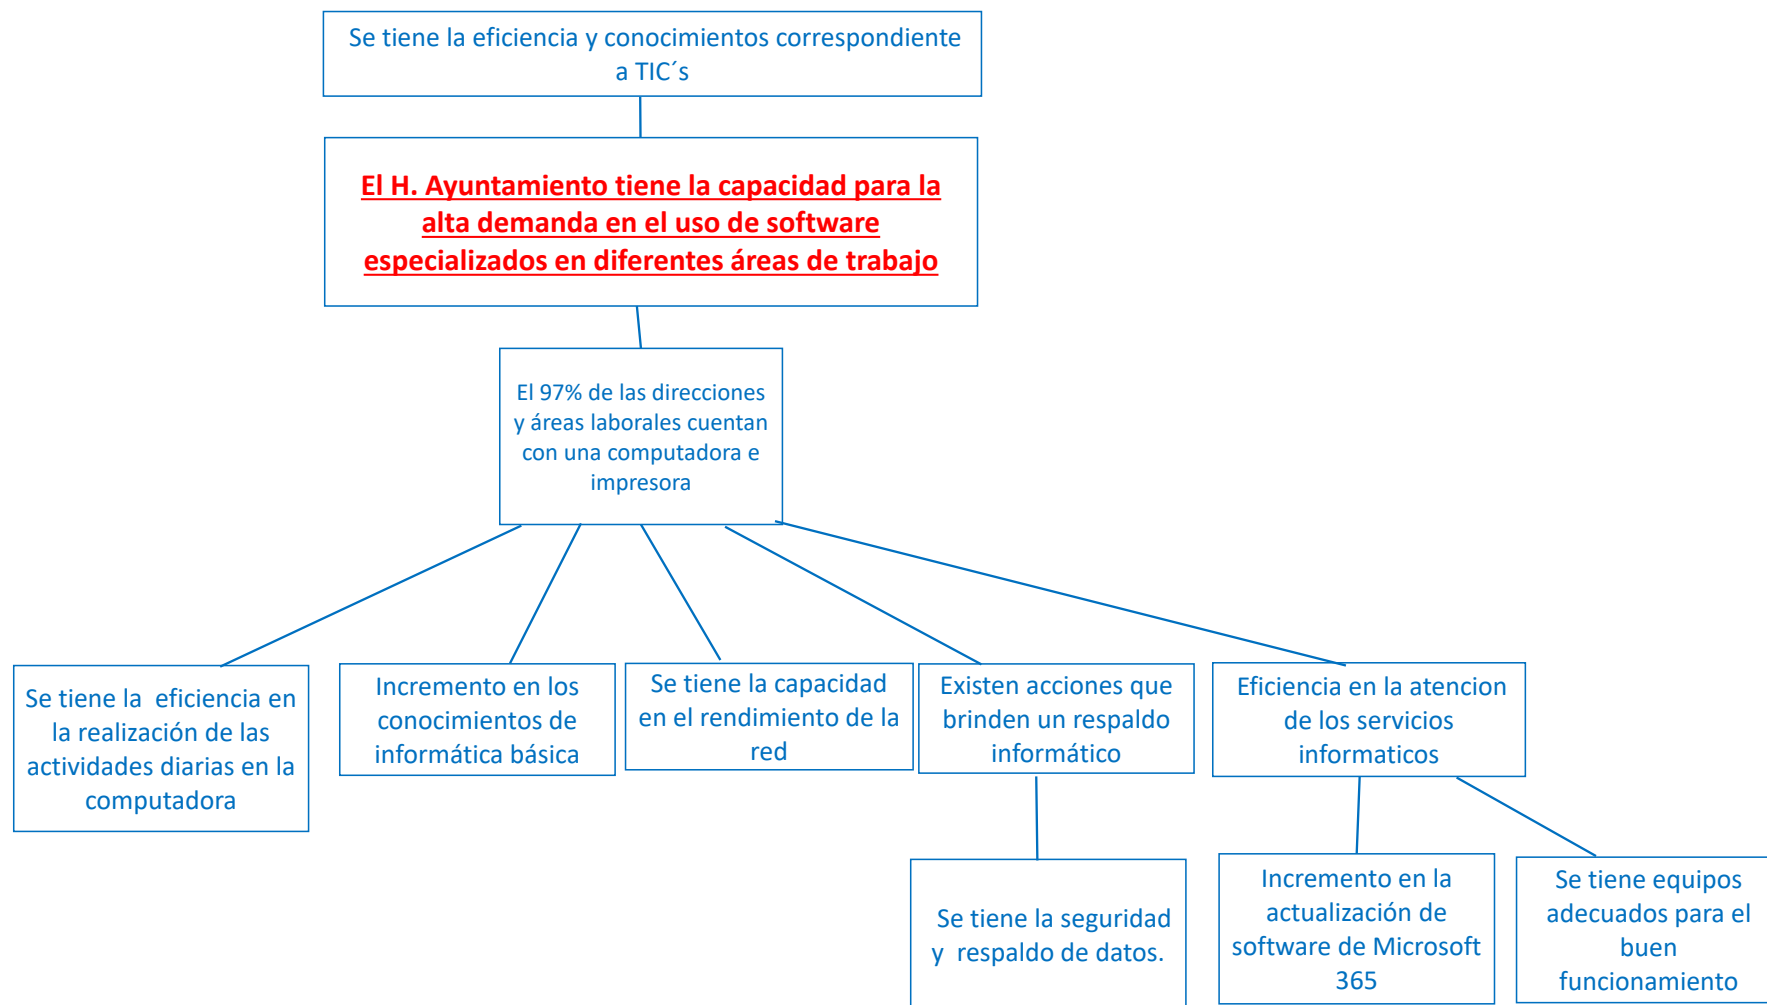 Se tiene la eficiencia y conocimientos correspondiente
a TIC´s
El H. Ayuntamiento tiene la capacidad para la
alta demanda en el uso de software
especializados en diferentes áreas de trabajo
El 97% de las direcciones
y áreas laborales cuentan
con una computadora e
impresora
Se tiene la eficiencia en
la realización de las
actividades diarias en la
computadora
Incremento en los
conocimientos de
informática básica
Se tiene la capacidad
en el rendimiento de la
red
Existen acciones que
brinden un respaldo
informático
Eficiencia en la atencion
de los servicios
informaticos
Se tiene la seguridad
y respaldo de datos.
Incremento en la
actualización de
software de Microsoft
365
Se tiene equipos
adecuados para el
buen
funcionamiento